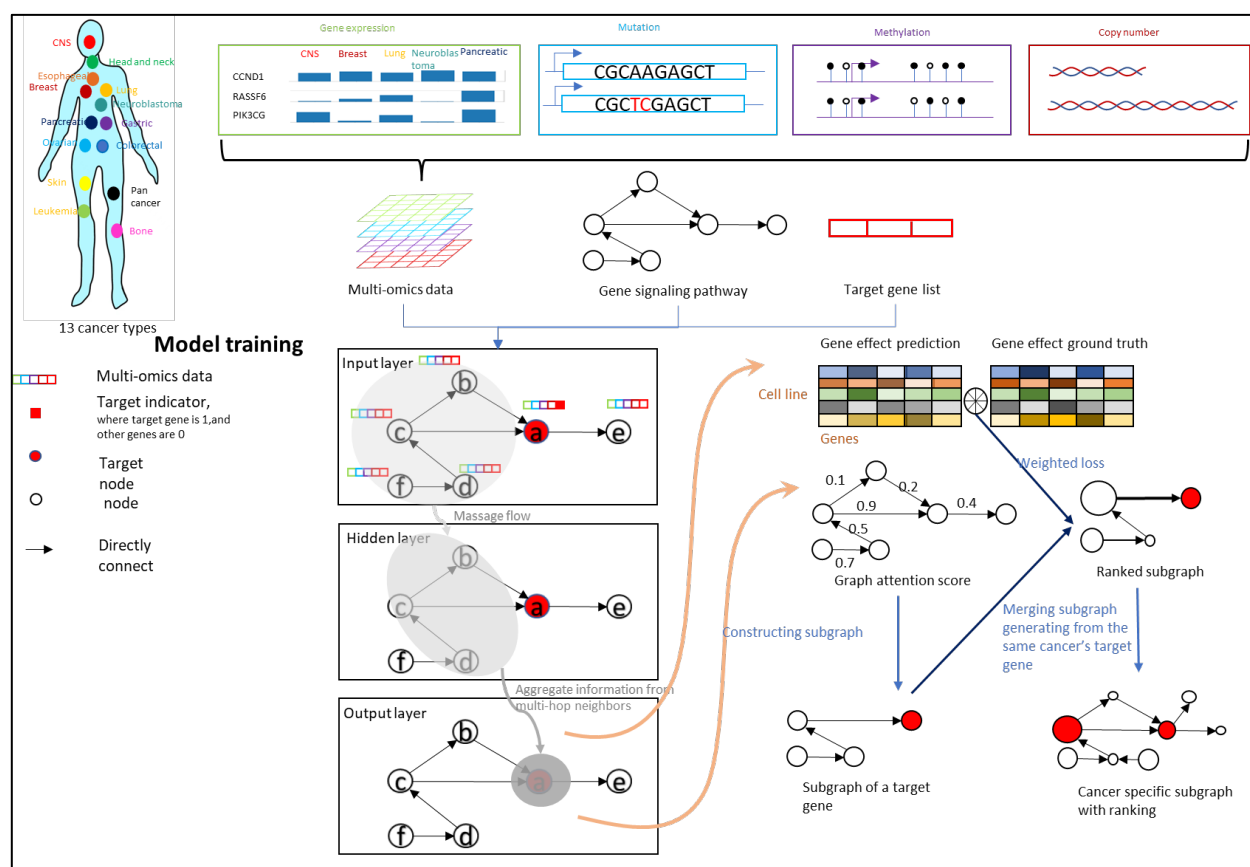 CNS
Head and neck
Esophageal
Breast
Lung
Neuroblastoma
Pancreatic
Gastric
Ovarian
Colorectal
Skin
Pan
cancer
Leukemia
Bone
13 cancer types
Gene expression
CNS Breast Lung Neuroblas
toma
Pancreatic
CCND1
RASSF6
PIK3CG
Mutation
CGCAAGAGCT
CGCTCGAGCT
Methylation
Copy number
Multi-omics data
Gene signaling pathway
Target gene list
Model training
Multi-omics data
Target indicator,
where target gene is 1,and
other genes are 0
Target
node
node
Directly
connect
Input layer
b
c
a
e
f
d
Massage flow
Hidden layer
b
c
a
e
f
d
Aggregate information from
multi-hop neighbors
Output layer
b
c
a
e
f
d
Gene effect prediction
Gene effect ground truth
Cell line
Genes
Weighted loss
0.1
0.2
0.9
0.4
0.5
0.7
Graph attention score
Ranked subgraph
Constructing subgraph
Merging subgraph
generating from the
same cancer's target
gene
Subgraph of a target
gene
Cancer specific subgraph
with ranking